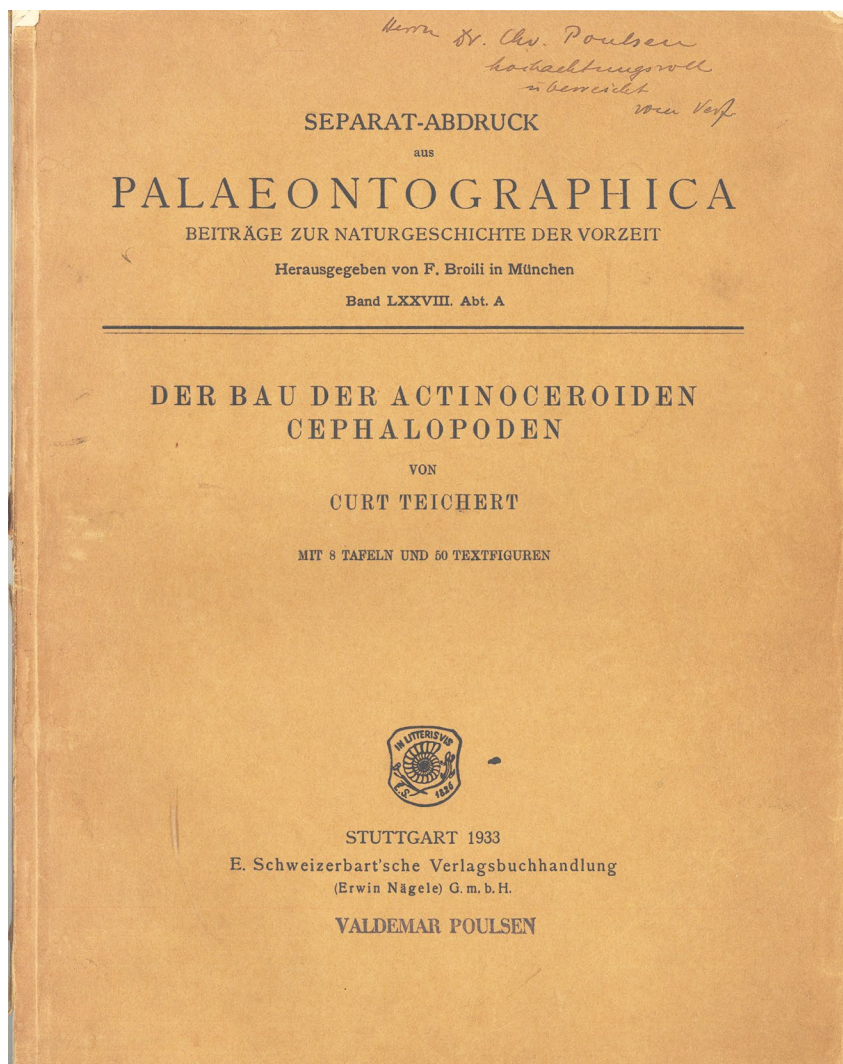 Herrn Dr. Chr. Poulsen
hochachtungsvoll
überreicht
vom Verf.
SEPARAT-ABDRUCK
aus
PALAEONTOGRAPHICA
BEITRÄGE ZUR NATURGESCHICHTE DER VORZEIT
Herausgegeben von F. Broili in München
Band LXXVIII. Abt. A
DER BAU DER ACTINOCEROIDEN
CEPHALOPODEN
VON
CURT TEICHERT
MIT 8 TAFELN UND 50 TEXTFIGUREN
IN LITTERIS VIS
E.S. 1826
STUTTGART 1933
E. Schweizerbart'sche Verlagsbuchhandlung
(Erwin Nägele) G. m. b. H.
VALDEMAR POULSEN